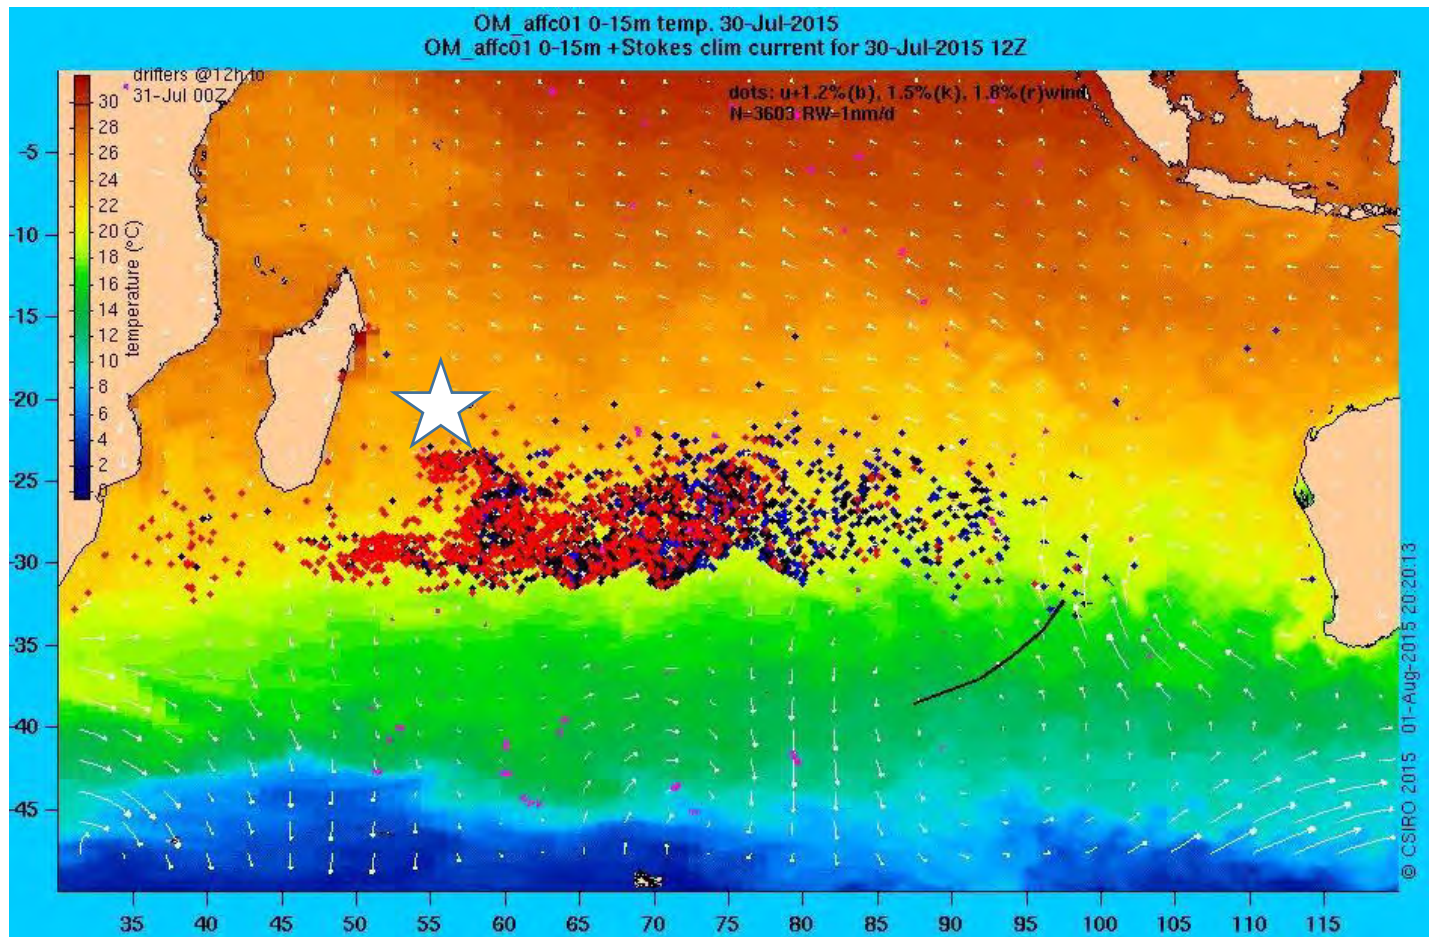 OM_affc01 0-15m temp. 30-Jul-2015
OM_affc01 0-15m +Stokes clim current for 30-Jul-2015 12Z
drifters @12h to
31-Jul 00Z
dots: u+1.2%(b), 1.5%(k), 1.8%(r)wind
N=3603 RW=1nm/d
30
28
26
24
22
20
18
16
14
12
10
8
6
4
2
0
temperature (°C)
-5
-10
-15
-20
-25
-30
-35
-40
-45
35 40 45 50 55 60 65 70 75 80 85 90 95 100 105 110 115
© CSIRO 2015 01-Aug-2015 20:20:13